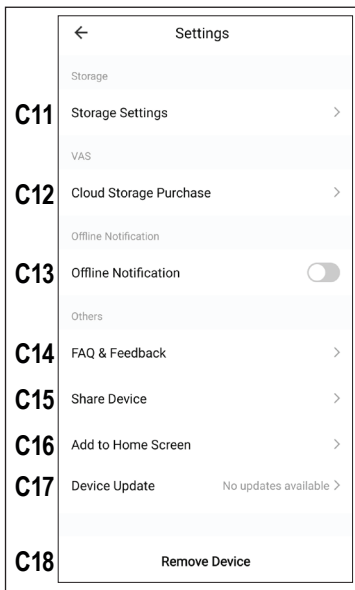 ← Settings
Storage
C11 Storage Settings >
VAS
C12 Cloud Storage Purchase >
Offline Notification
C13 Offline Notification
Others
C14 FAQ & Feedback >
C15 Share Device >
C16 Add to Home Screen >
C17 Device Update No updates available >
C18 Remove Device